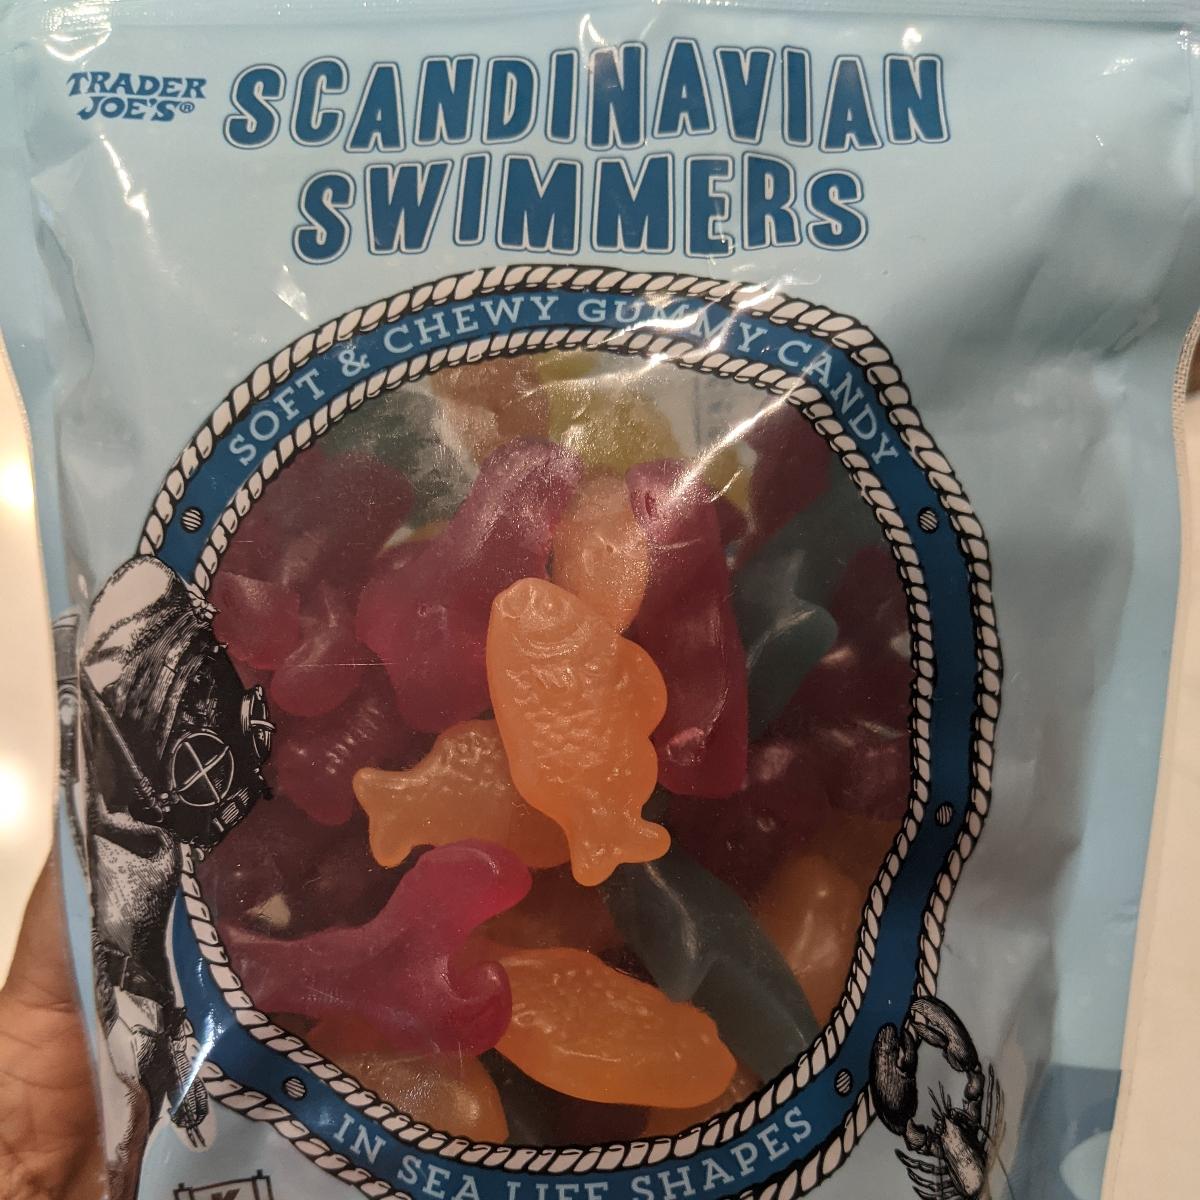 TRADER
JOE'S®
SCANDINAVIAN
SWIMMERS
SOFT & CHEWY GUMMY CANDY
IN SEA LIFE SHAPES
K